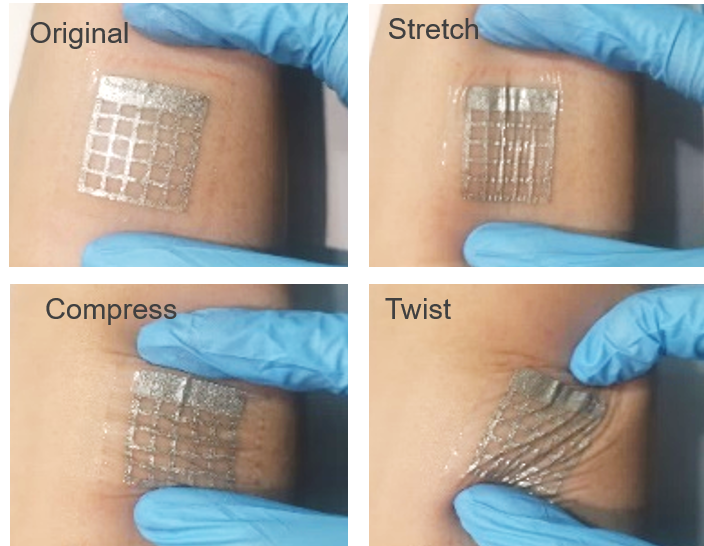 Original
Stretch
Compress
Twist